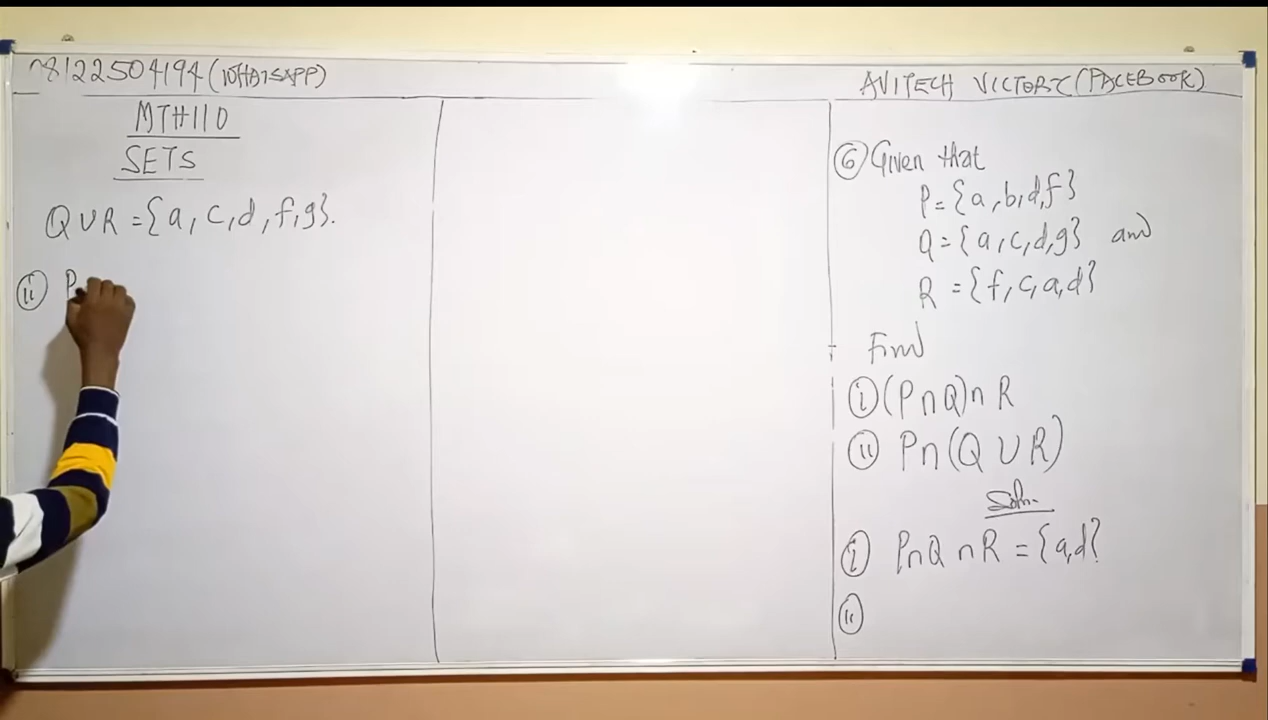 08122504194 (WHATSAPP)
AVITECH VICTORY (FACEBOOK)
MTH110
SETS
Q∪R = {a, c, d, f, g}.
(ii) P
(6) Given that
P = {a, b, d, f}
Q = {a, c, d, g} and
R = {f, c, a, d}
Find
(i) (P∩Q)∩R
(ii) P∩(Q∪R)
Soln.
(i) P∩Q∩R = {a, d}
(ii)